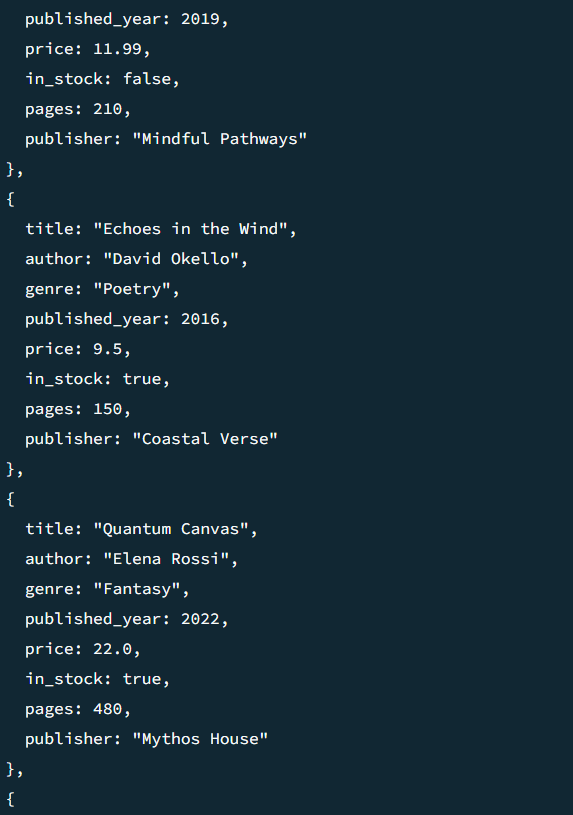 published_year: 2019,
price: 11.99,
in_stock: false,
pages: 210,
publisher: "Mindful Pathways"
},
{
title: "Echoes in the Wind",
author: "David Okello",
genre: "Poetry",
published_year: 2016,
price: 9.5,
in_stock: true,
pages: 150,
publisher: "Coastal Verse"
},
{
title: "Quantum Canvas",
author: "Elena Rossi",
genre: "Fantasy",
published_year: 2022,
price: 22.0,
in_stock: true,
pages: 480,
publisher: "Mythos House"
},
{